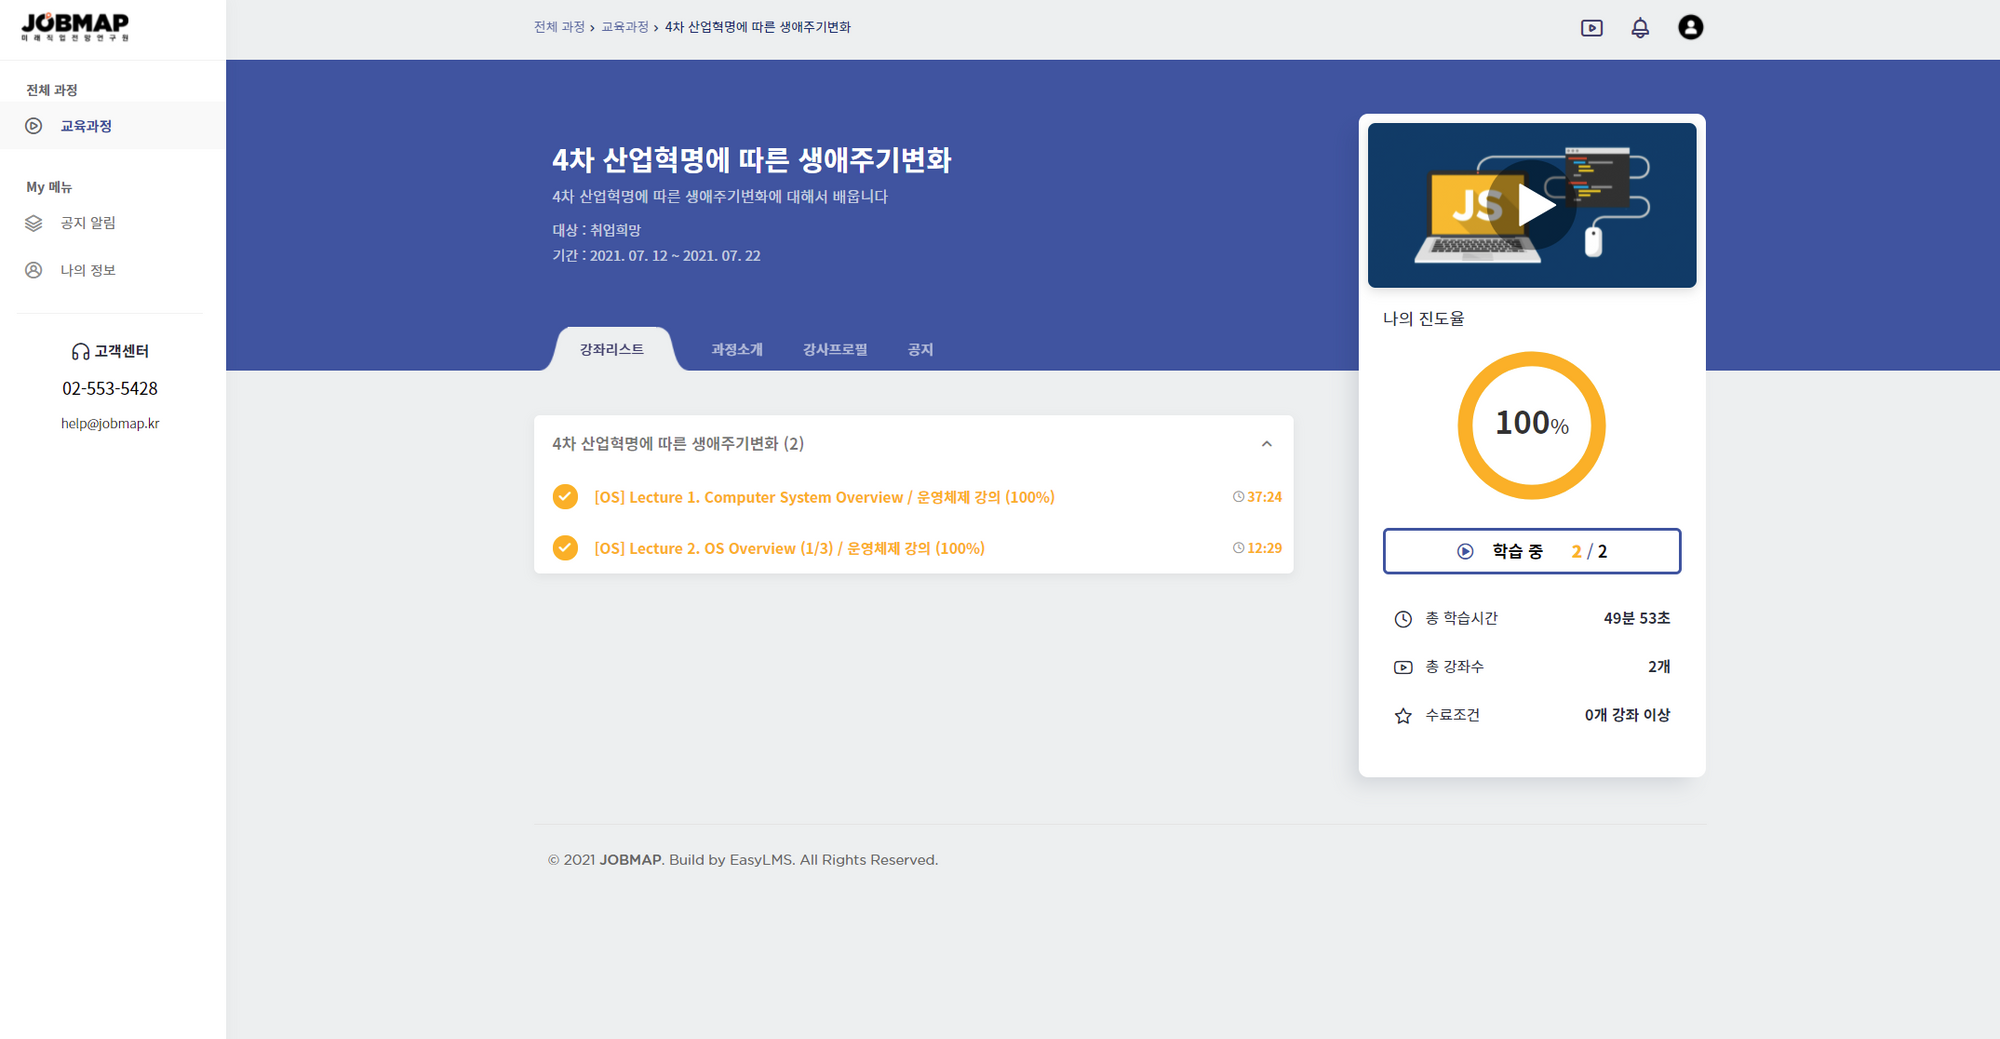 JOBMAP
미래직업전망연구원
전체 과정
교육과정
My 메뉴
공지 알림
나의 정보
고객센터
02-553-5428
help@jobmap.kr
전체 과정 › 교육과정 › 4차 산업혁명에 따른 생애주기변화
4차 산업혁명에 따른 생애주기변화
4차 산업혁명에 따른 생애주기변화에 대해서 배웁니다
대상 : 취업희망
기간 : 2021. 07. 12 ~ 2021. 07. 22
강좌리스트 과정소개 강사프로필 공지
4차 산업혁명에 따른 생애주기변화 (2)
[OS] Lecture 1. Computer System Overview / 운영체제 강의 (100%) 37:24
[OS] Lecture 2. OS Overview (1/3) / 운영체제 강의 (100%) 12:29
JS
나의 진도율
100%
학습 중 2 / 2
총 학습시간 49분 53초
총 강좌수 2개
수료조건 0개 강좌 이상
© 2021 JOBMAP. Build by EasyLMS. All Rights Reserved.